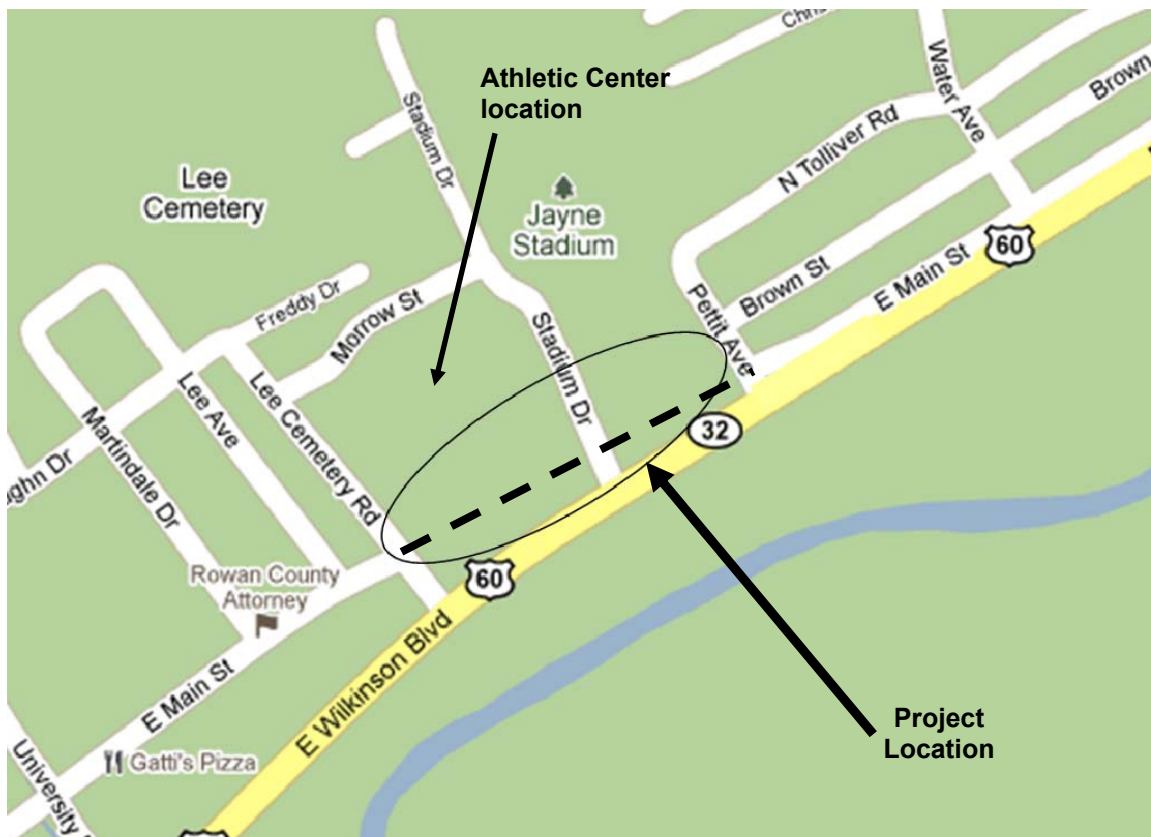 Chris
Water Ave
Brown
Athletic Center
location
Stadium Dr
N Tolliver Rd
Lee
Cemetery
Jayne
Stadium
60
Pettit Ave
Brown St
E Main St
Freddy Dr
Morrow St
Stadium Dr
Lee Ave
Lee Cemetery Rd
Martindale Dr
ughn Dr
32
Rowan County
Attorney
60
E Wilkinson Blvd
E Main St
Project
Location
Gatti's Pizza
University